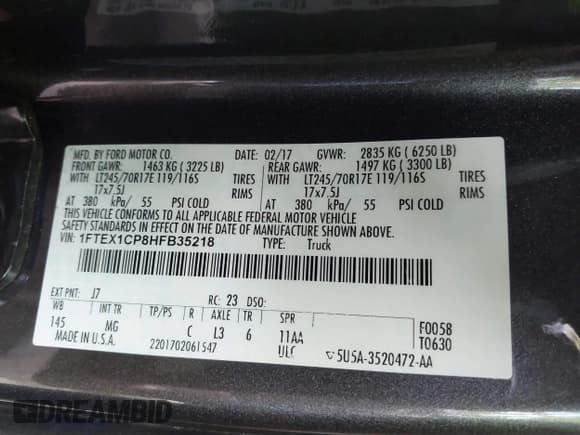 MFD. BY FORD MOTOR CO. DATE: 02/17 GVWR: 2835 KG ( 6250 LB)
FRONT GAWR: 1463 KG ( 3225 LB) REAR GAWR: 1497 KG ( 3300 LB)
WITH LT245/70R17E 119/116S TIRES WITH LT245/70R17E 119/116S TIRES
17x7.5J RIMS 17x7.5J RIMS
AT 380 kPa/ 55 PSI COLD AT 380 kPa/ 55 PSI COLD
THIS VEHICLE CONFORMS TO ALL APPLICABLE FEDERAL MOTOR VEHICLE
SAFETY STANDARDS IN EFFECT ON THE DATE OF MANUFACTURE SHOWN ABOVE.
VIN: 1FTEX1CP8HFB35218 TYPE: Truck
EXT PNT: J7 RC: 23 DSO:
WB INT TR TP/PS R AXLE TR SPR F0058
145 MG C L3 6 11AA T0630
MADE IN U.S.A. 2201702061547 ULC 5U5A-3520472-AA
DREAMBID